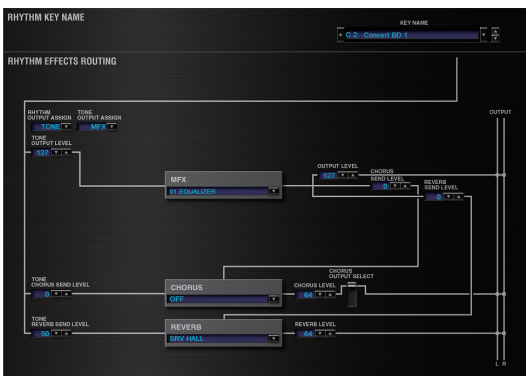 RHYTHM KEY NAME
KEY NAME
C 2: Concert BD 1
RHYTHM EFFECTS ROUTING
OUTPUT
RHYTHM
OUTPUT ASSIGN
TONE
TONE
OUTPUT ASSIGN
MFX
TONE
OUTPUT LEVEL
127
MFX
01 EQUALIZER
OUTPUT LEVEL
127
CHORUS
SEND LEVEL
0
REVERB
SEND LEVEL
0
TONE
CHORUS SEND LEVEL
0
CHORUS
OFF
CHORUS LEVEL
64
CHORUS
OUTPUT SELECT
TONE
REVERB SEND LEVEL
50
REVERB
SRV HALL
REVERB LEVEL
64
L R